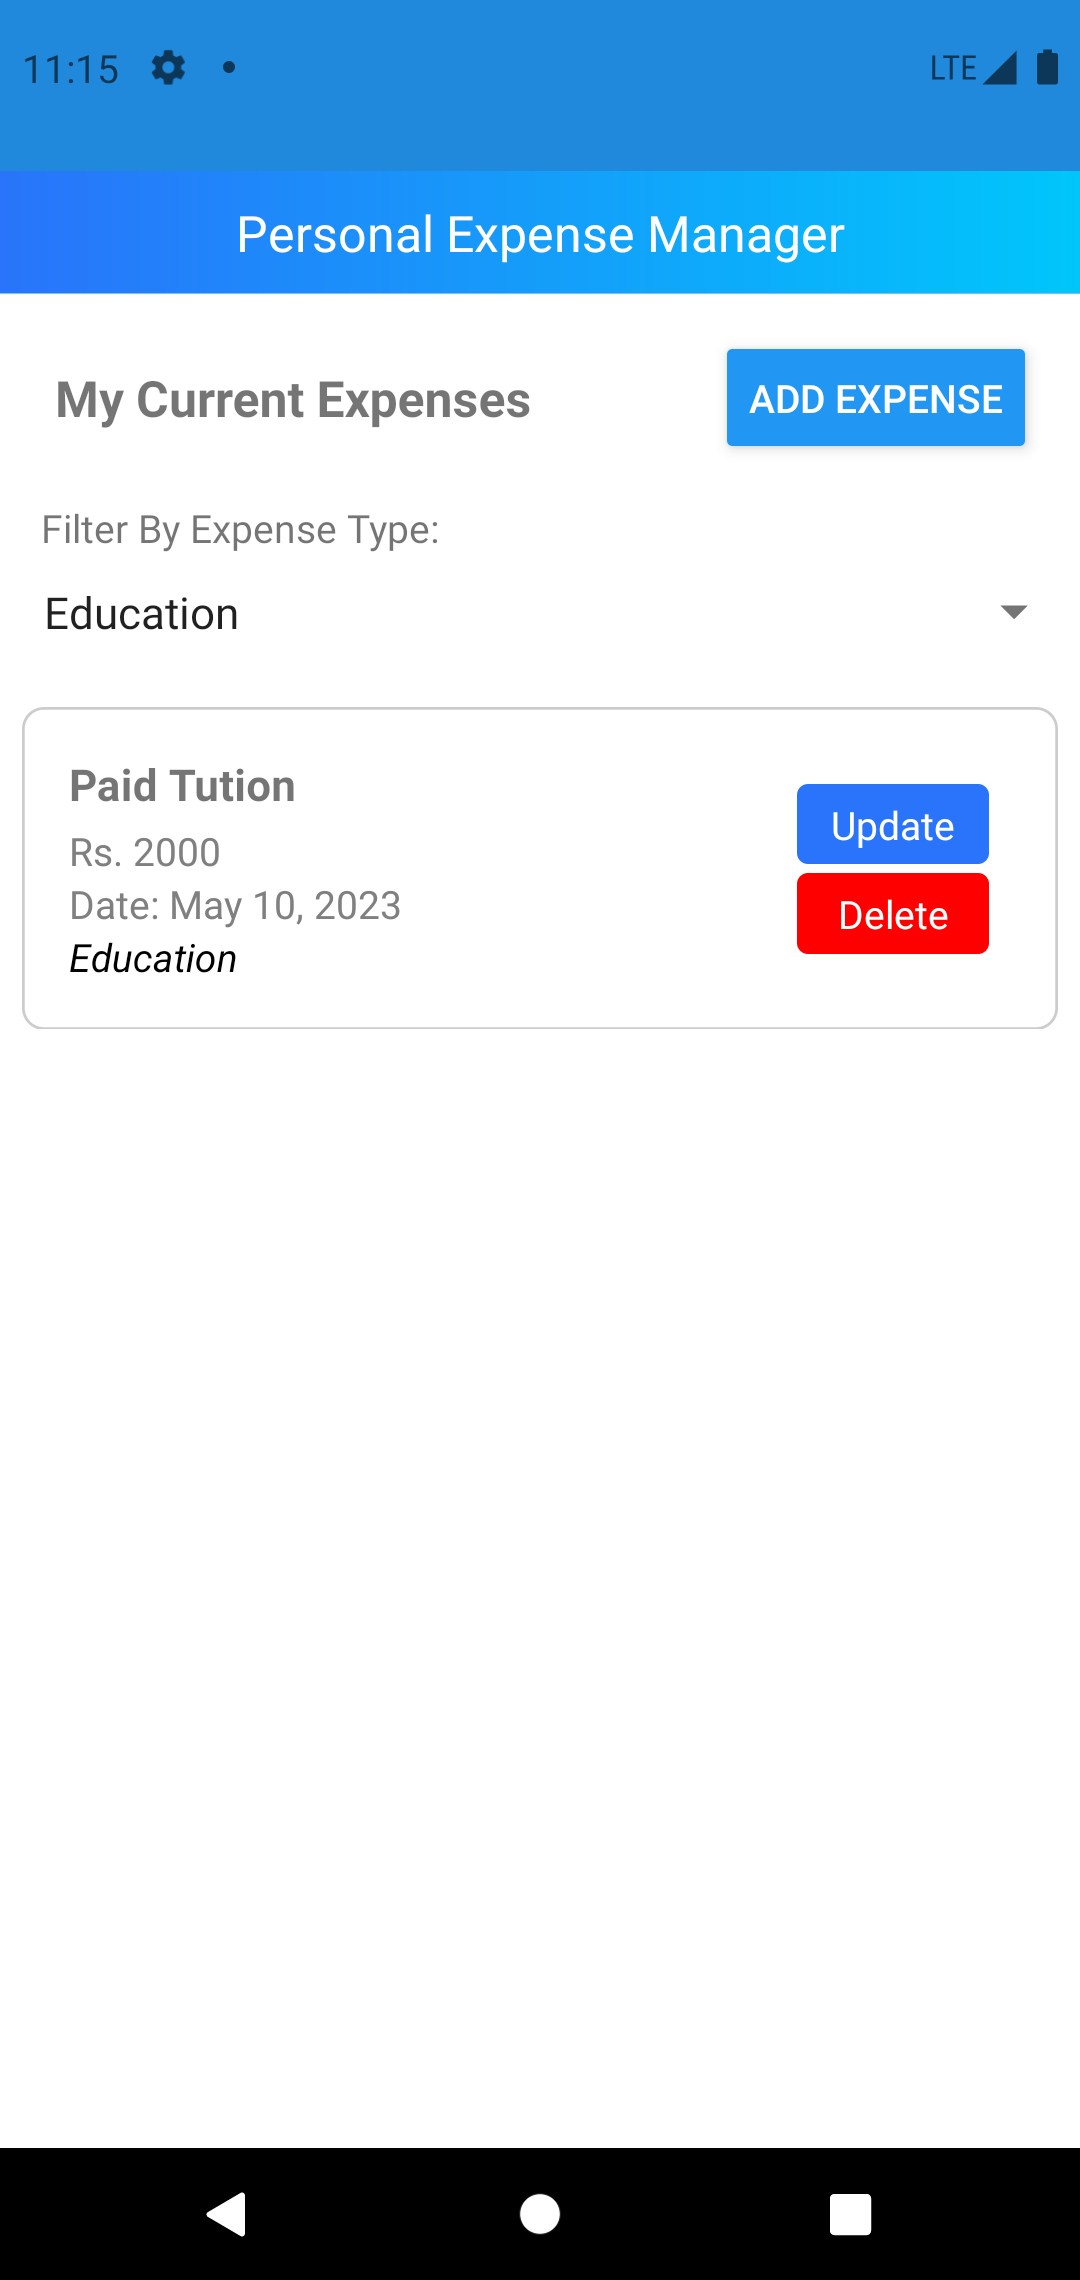 11:15
LTE
Personal Expense Manager
My Current Expenses
ADD EXPENSE
Filter By Expense Type:
Education
Paid Tution
Rs. 2000
Date: May 10, 2023
Education
Update
Delete